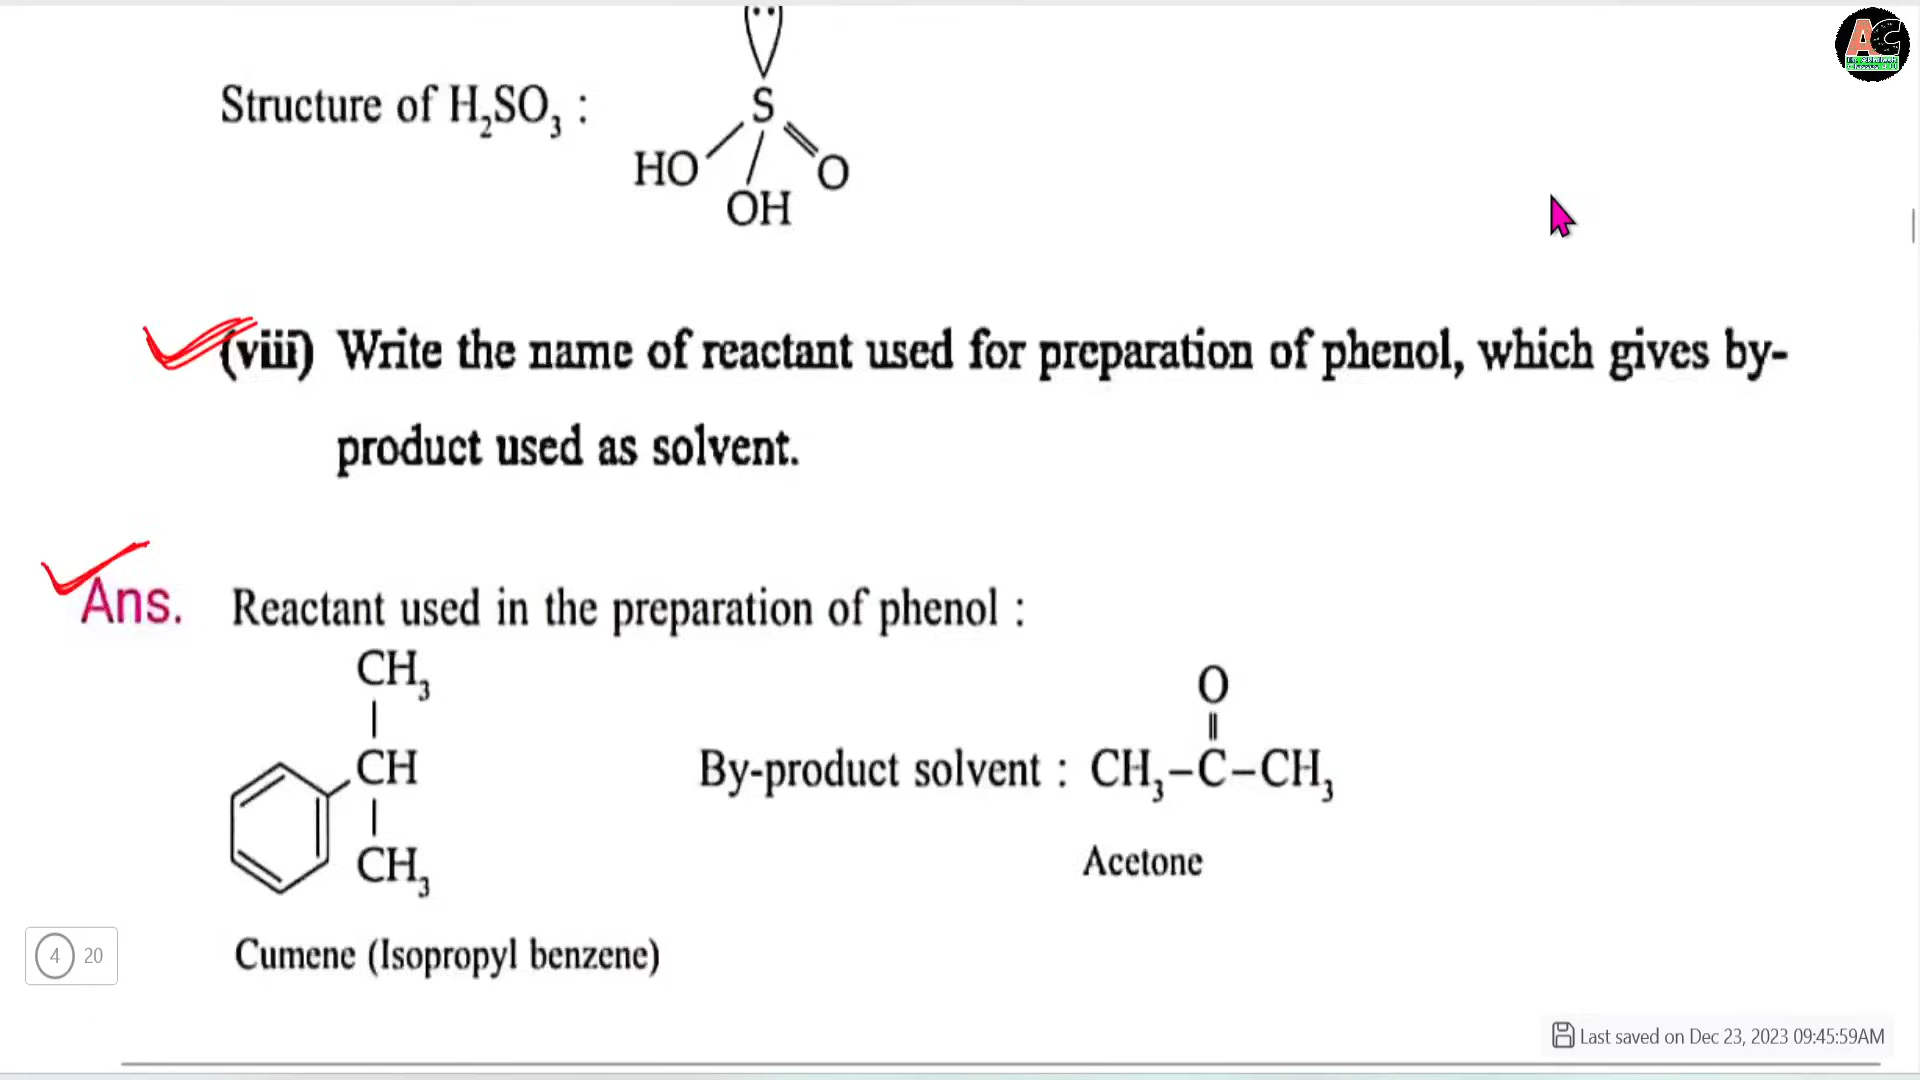 Structure of H₂SO₃ :
S
HO
O
OH
(viii) Write the name of reactant used for preparation of phenol, which gives by-
product used as solvent.
Ans. Reactant used in the preparation of phenol :
CH₃
CH
CH₃
O
By-product solvent : CH₃–C–CH₃
Acetone
Cumene (Isopropyl benzene)
4 20
Last saved on Dec 23, 2023 09:45:59AM
AC